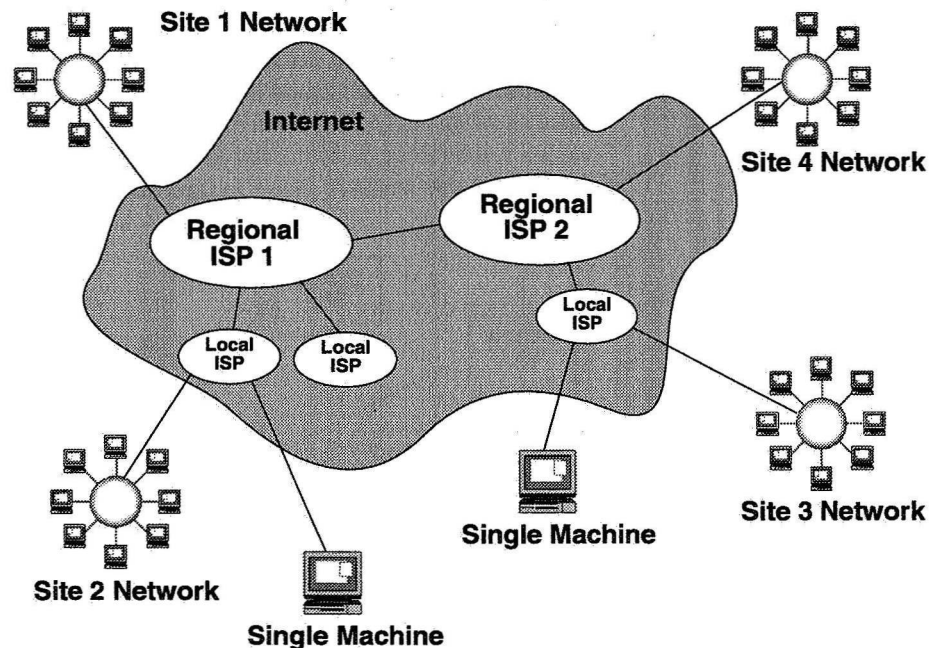 Site 1 Network
Internet
Site 4 Network
Regional
ISP 1
Regional
ISP 2
Local
ISP
Local
ISP
Local
ISP
Single Machine
Site 3 Network
Site 2 Network
Single Machine